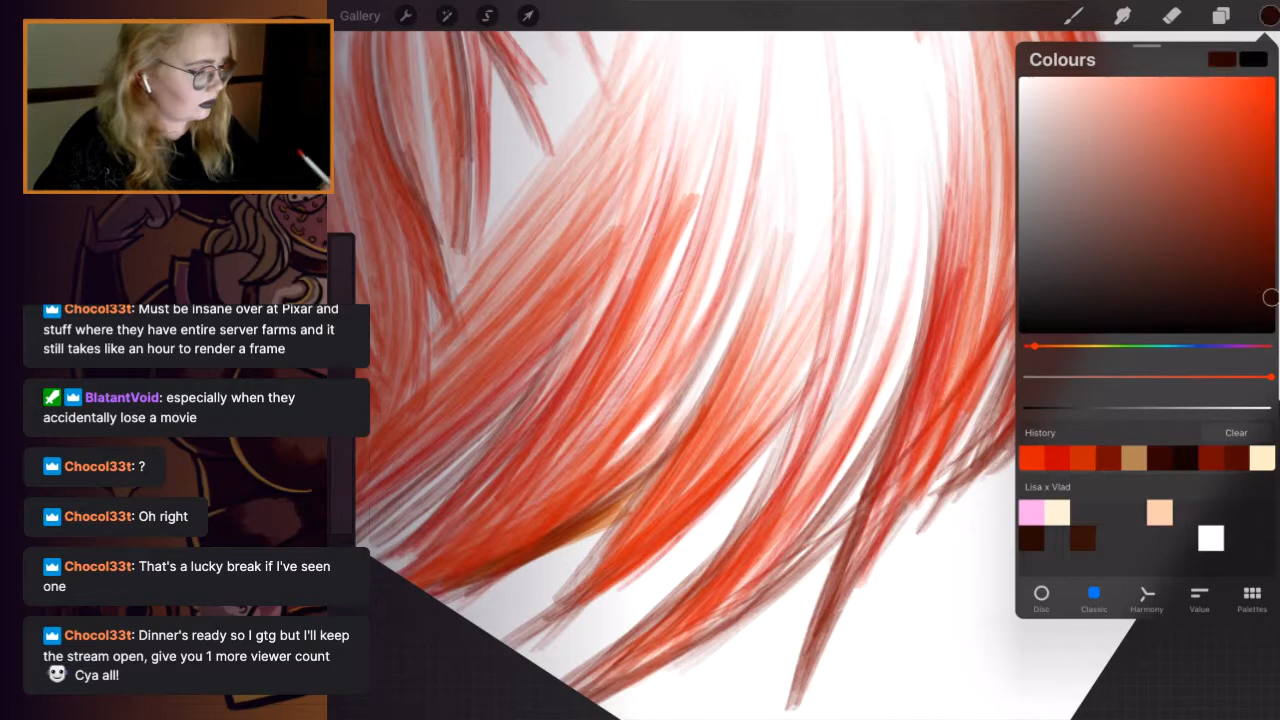 Gallery
Chocol33t: Must be insane over at Pixar and
stuff where they have entire server farms and it
still takes like an hour to render a frame
BlatantVoid: especially when they
accidentally lose a movie
Chocol33t: ?
Chocol33t: Oh right
Chocol33t: That's a lucky break if I've seen
one
Chocol33t: Dinner's ready so I gtg but I'll keep
the stream open, give you 1 more viewer count
Cya all!
Colours
History
Clear
Lisa x Vlad
Disc
Classic
Harmony
Value
Palettes